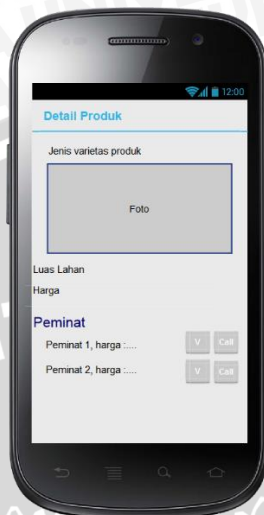 12:00
Detail Produk
Jenis varietas produk
Foto
Luas Lahan
Harga
Peminat
Peminat 1, harga :.... V Call
Peminat 2, harga :.... V Call